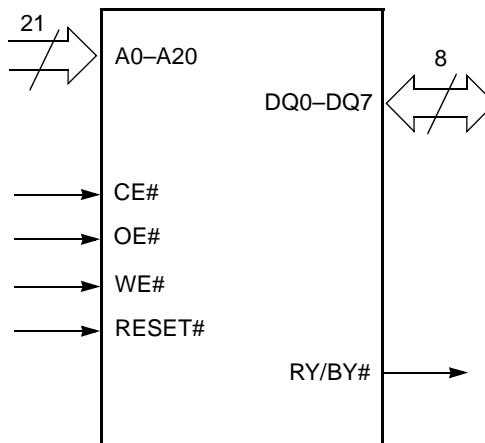 21
A0–A20
8
DQ0–DQ7
CE#
OE#
WE#
RESET#
RY/BY#